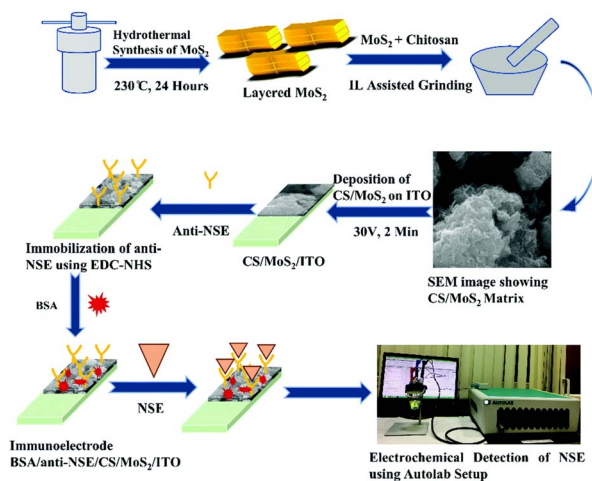 Hydrothermal
Synthesis of MoS₂
230℃, 24 Hours
Layered MoS₂
MoS₂ + Chitosan
IL Assisted Grinding
Deposition of
CS/MoS₂ on ITO
30V, 2 Min
SEM image showing
CS/MoS₂ Matrix
Anti-NSE
CS/MoS₂/ITO
Immobilization of anti-
NSE using EDC-NHS
BSA
NSE
Immunoelectrode
BSA/anti-NSE/CS/MoS₂/ITO
AUTOLAB
Electrochemical Detection of NSE
using Autolab Setup